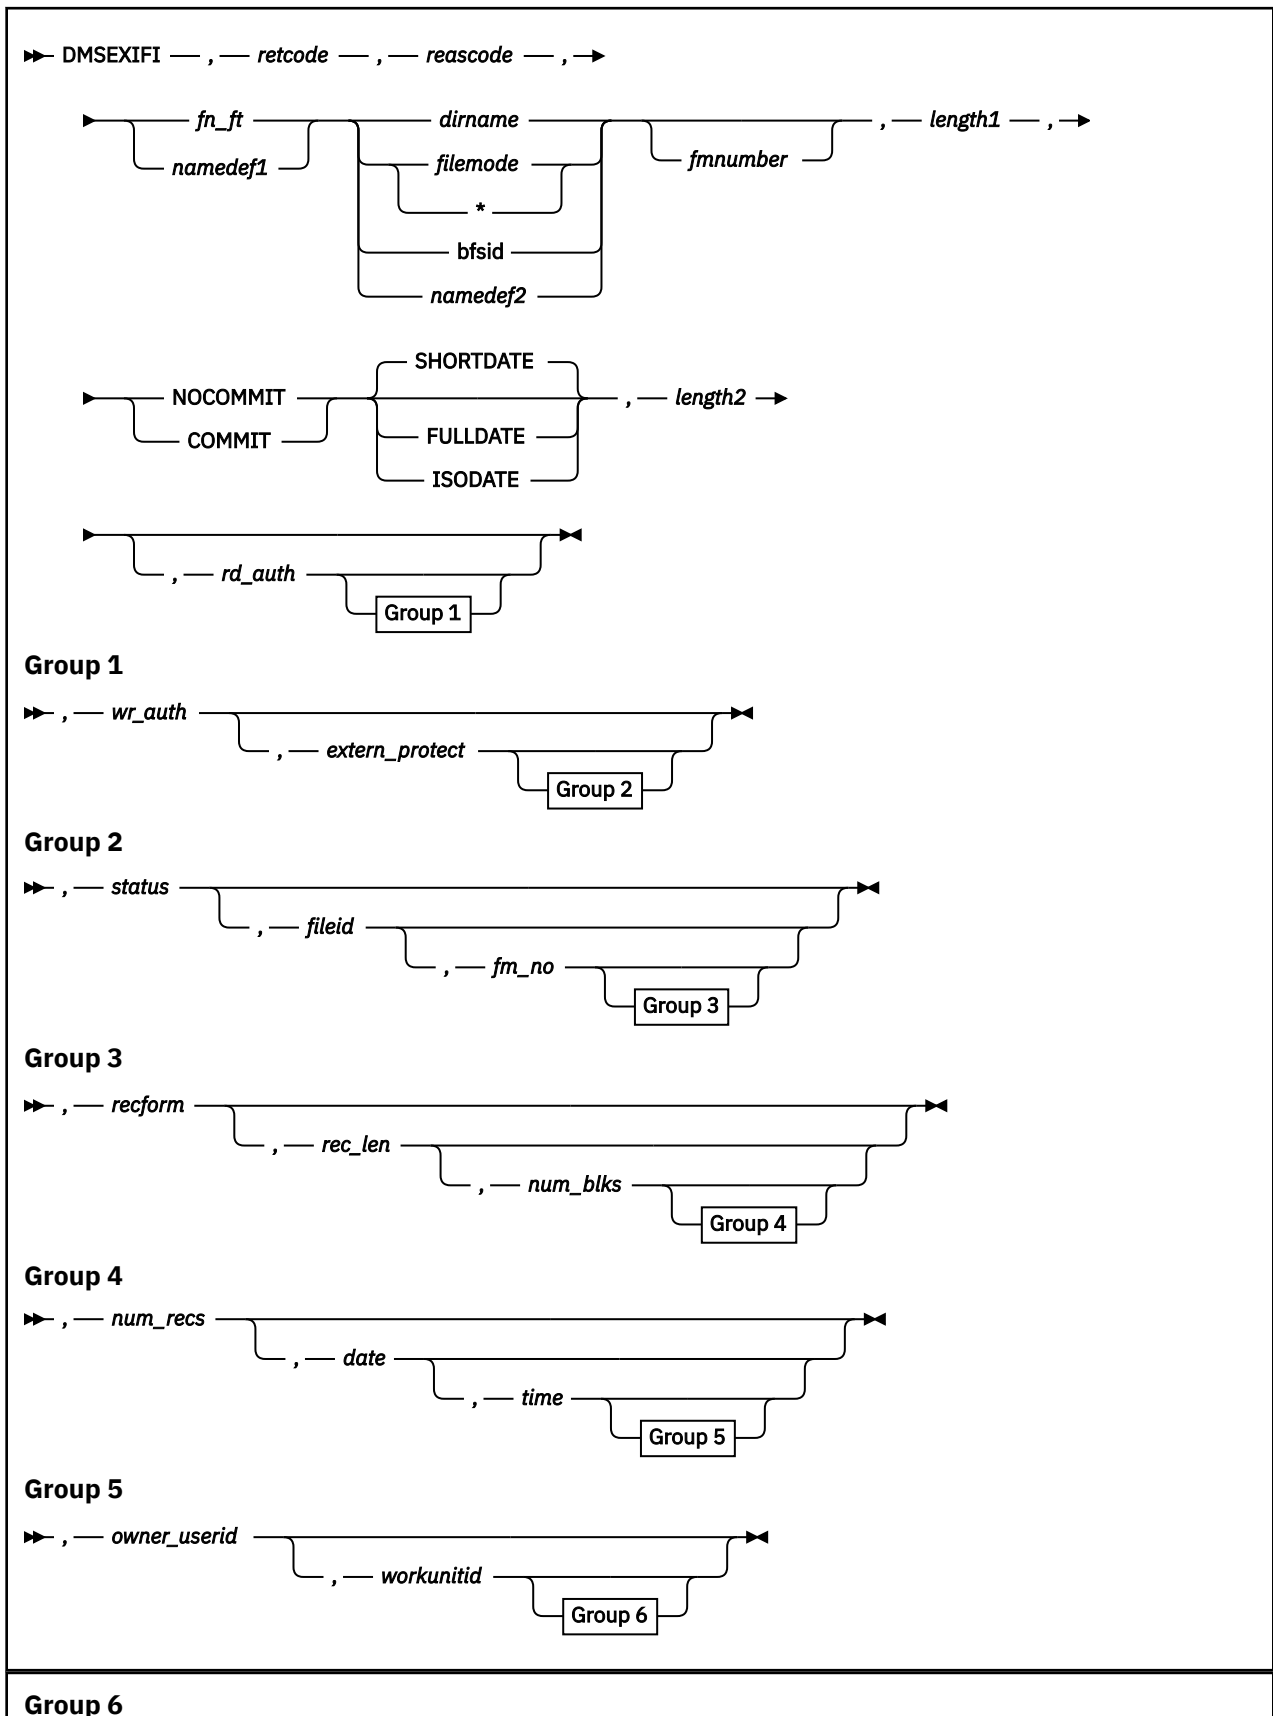 DMSEXIFI , retcode , reascode ,
fn_ft dirname , length1 ,
namedef1 filemode fmnumber
*
bfsid
namedef2
SHORTDATE
NOCOMMIT , length2
COMMIT FULLDATE
ISODATE
, rd_auth
Group 1
Group 1
, wr_auth
, extern_protect
Group 2
Group 2
, status
, fileid
, fm_no
Group 3
Group 3
, recform
, rec_len
, num_blks
Group 4
Group 4
, num_recs
, date
, time
Group 5
Group 5
, owner_userid
, workunitid
Group 6
Group 6